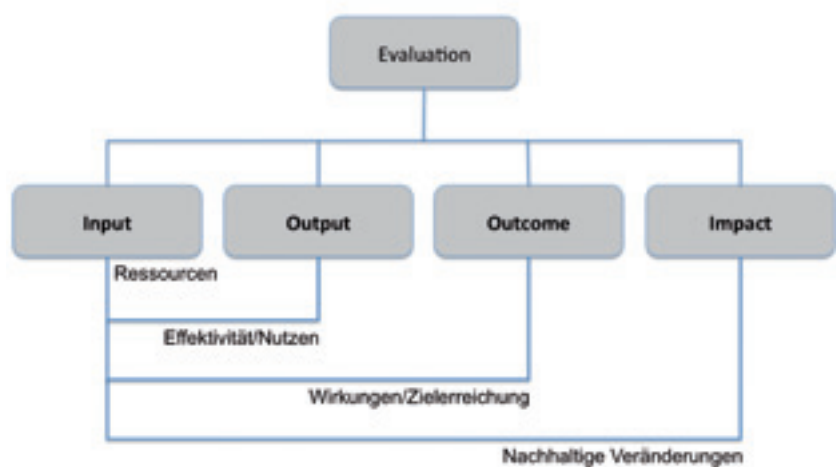 Evaluation
Input
Output
Outcome
Impact
Ressourcen
Effektivität/Nutzen
Wirkungen/Zielerreichung
Nachhaltige Veränderungen